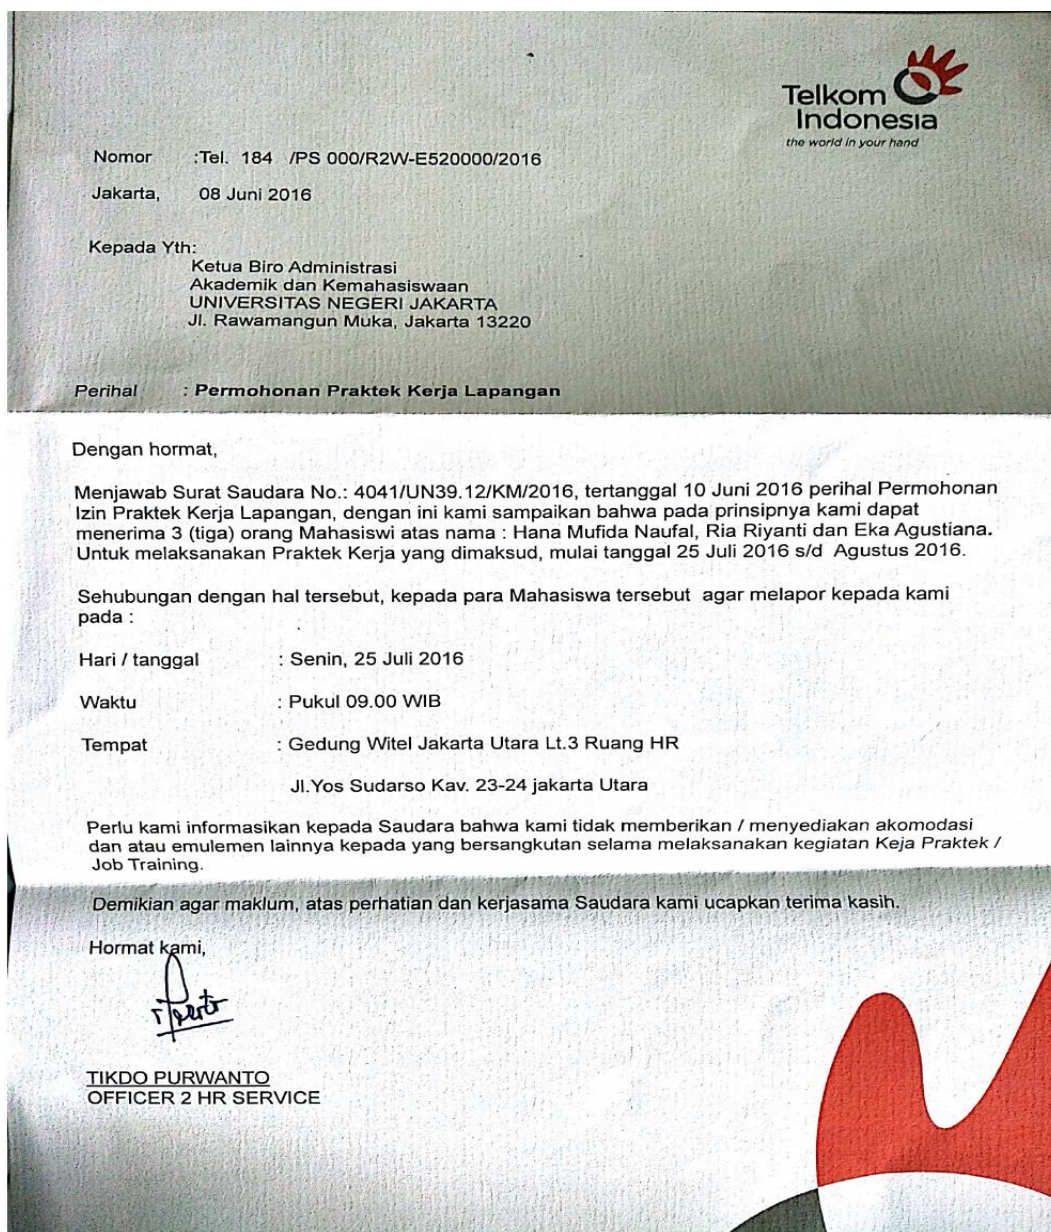 Telkom
Indonesia
the world in your hand
Nomor :Tel. 184 /PS 000/R2W-E520000/2016
Jakarta, 08 Juni 2016
Kepada Yth:
Ketua Biro Administrasi
Akademik dan Kemahasiswaan
UNIVERSITAS NEGERI JAKARTA
Jl. Rawamangun Muka, Jakarta 13220
Perihal : Permohonan Praktek Kerja Lapangan
Dengan hormat,
Menjawab Surat Saudara No.: 4041/UN39.12/KM/2016, tertanggal 10 Juni 2016 perihal Permohonan
Izin Praktek Kerja Lapangan, dengan ini kami sampaikan bahwa pada prinsipnya kami dapat
menerima 3 (tiga) orang Mahasiswi atas nama : Hana Mufida Naufal, Ria Riyanti dan Eka Agustiana.
Untuk melaksanakan Praktek Kerja yang dimaksud, mulai tanggal 25 Juli 2016 s/d Agustus 2016.
Sehubungan dengan hal tersebut, kepada para Mahasiswa tersebut agar melapor kepada kami
pada :
Hari / tanggal : Senin, 25 Juli 2016
Waktu : Pukul 09.00 WIB
Tempat : Gedung Witel Jakarta Utara Lt.3 Ruang HR
Jl.Yos Sudarso Kav. 23-24 jakarta Utara
Perlu kami informasikan kepada Saudara bahwa kami tidak memberikan / menyediakan akomodasi
dan atau emulemen lainnya kepada yang bersangkutan selama melaksanakan kegiatan Keja Praktek /
Job Training.
Demikian agar maklum, atas perhatian dan kerjasama Saudara kami ucapkan terima kasih.
Hormat kami,
TIKDO PURWANTO
OFFICER 2 HR SERVICE